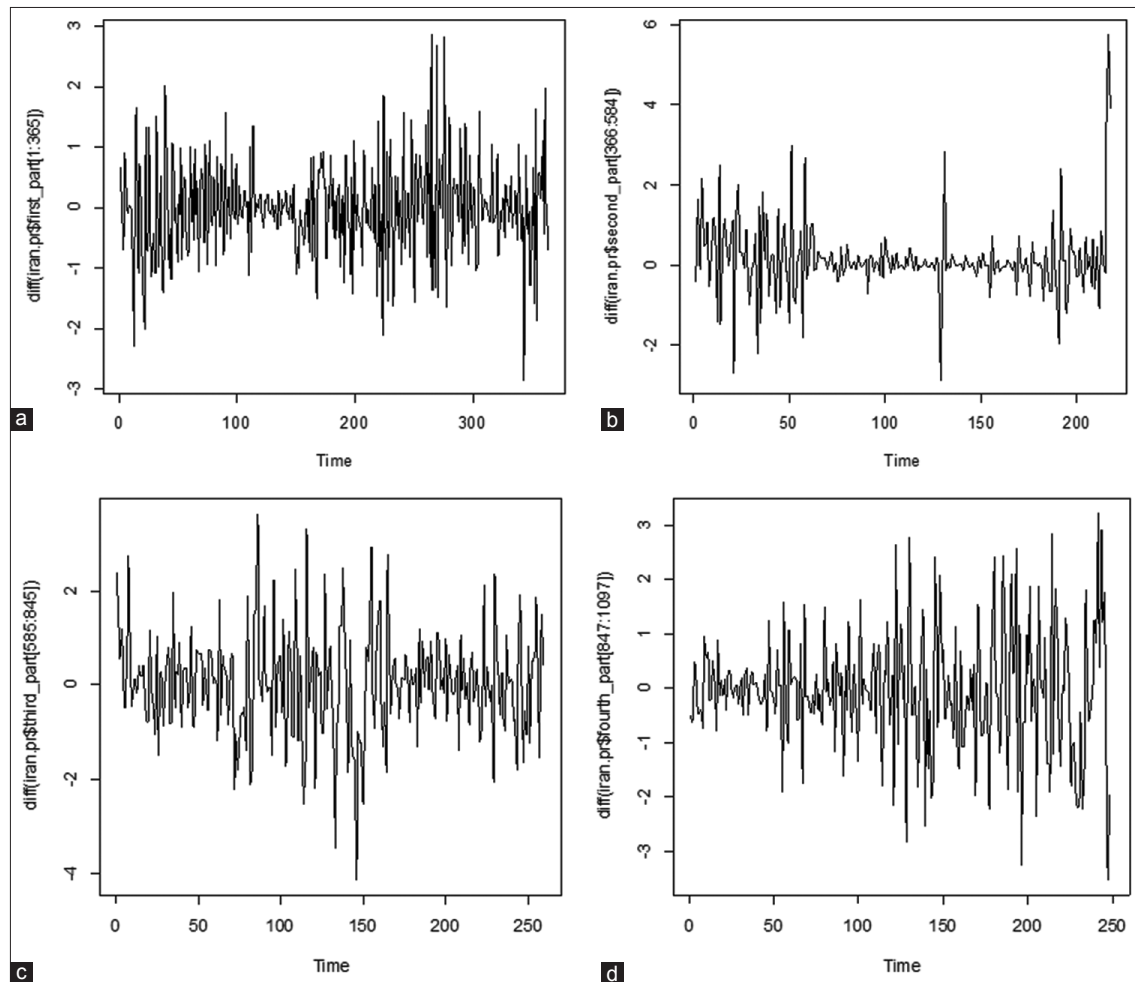 diff(iran.pr$first_part[1:365])
3
2
1
0
-1
-2
-3
0 100 200 300
Time
a
diff(iran.pr$second_part[366:584])
6
4
2
0
-2
0 50 100 150 200
Time
b
diff(iran.pr$third_part[585:845])
2
0
-2
-4
0 50 100 150 200 250
Time
c
diff(iran.pr$fourth_part[847:1097])
3
2
1
0
-1
-2
-3
0 50 100 150 200 250
Time
d